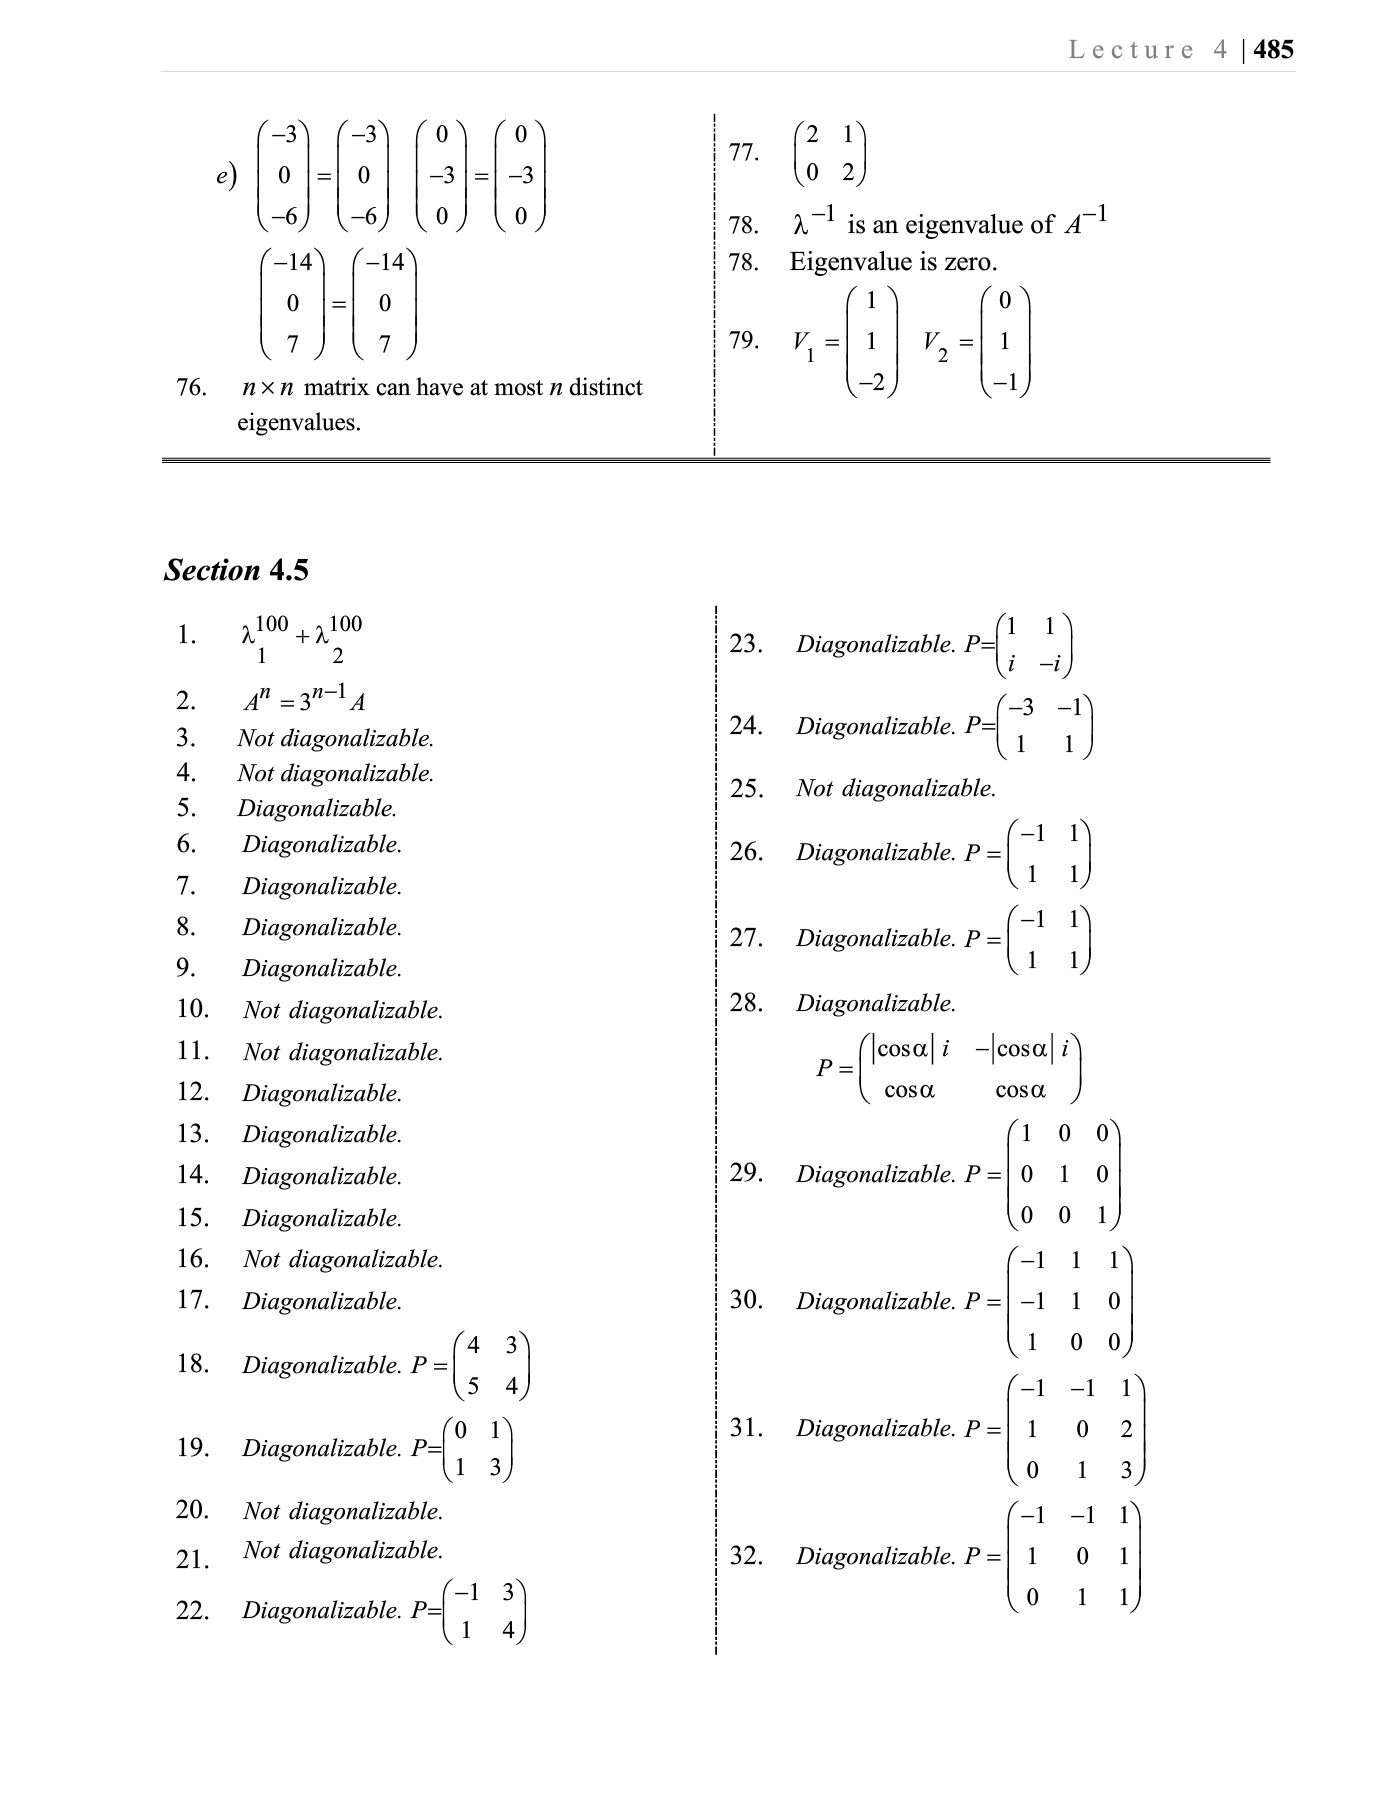 Lecture 4 | 485
e) $\begin{pmatrix}-3\\0\\-6\end{pmatrix}=\begin{pmatrix}-3\\0\\-6\end{pmatrix}$ $\begin{pmatrix}0\\-3\\0\end{pmatrix}=\begin{pmatrix}0\\-3\\0\end{pmatrix}$
$\begin{pmatrix}-14\\0\\7\end{pmatrix}=\begin{pmatrix}-14\\0\\7\end{pmatrix}$
76. $n \times n$ matrix can have at most n distinct
eigenvalues.
77. $\begin{pmatrix}2&1\\0&2\end{pmatrix}$
78. $\lambda^{-1}$ is an eigenvalue of $A^{-1}$
78. Eigenvalue is zero.
79. $V_1=\begin{pmatrix}1\\1\\-2\end{pmatrix}$ $V_2=\begin{pmatrix}0\\1\\-1\end{pmatrix}$
Section 4.5
1. $\lambda_1^{100}+\lambda_2^{100}$
2. $A^n=3^{n-1}A$
3. Not diagonalizable.
4. Not diagonalizable.
5. Diagonalizable.
6. Diagonalizable.
7. Diagonalizable.
8. Diagonalizable.
9. Diagonalizable.
10. Not diagonalizable.
11. Not diagonalizable.
12. Diagonalizable.
13. Diagonalizable.
14. Diagonalizable.
15. Diagonalizable.
16. Not diagonalizable.
17. Diagonalizable.
18. Diagonalizable. $P=\begin{pmatrix}4&3\\5&4\end{pmatrix}$
19. Diagonalizable. $P=\begin{pmatrix}0&1\\1&3\end{pmatrix}$
20. Not diagonalizable.
21. Not diagonalizable.
22. Diagonalizable. $P=\begin{pmatrix}-1&3\\1&4\end{pmatrix}$
23. Diagonalizable. $P=\begin{pmatrix}1&1\\i&-i\end{pmatrix}$
24. Diagonalizable. $P=\begin{pmatrix}-3&-1\\1&1\end{pmatrix}$
25. Not diagonalizable.
26. Diagonalizable. $P=\begin{pmatrix}-1&1\\1&1\end{pmatrix}$
27. Diagonalizable. $P=\begin{pmatrix}-1&1\\1&1\end{pmatrix}$
28. Diagonalizable.
$P=\begin{pmatrix}|\cos\alpha|\,i&-|\cos\alpha|\,i\\\cos\alpha&\cos\alpha\end{pmatrix}$
29. Diagonalizable. $P=\begin{pmatrix}1&0&0\\0&1&0\\0&0&1\end{pmatrix}$
30. Diagonalizable. $P=\begin{pmatrix}-1&1&1\\-1&1&0\\1&0&0\end{pmatrix}$
31. Diagonalizable. $P=\begin{pmatrix}-1&-1&1\\1&0&2\\0&1&3\end{pmatrix}$
32. Diagonalizable. $P=\begin{pmatrix}-1&-1&1\\1&0&1\\0&1&1\end{pmatrix}$